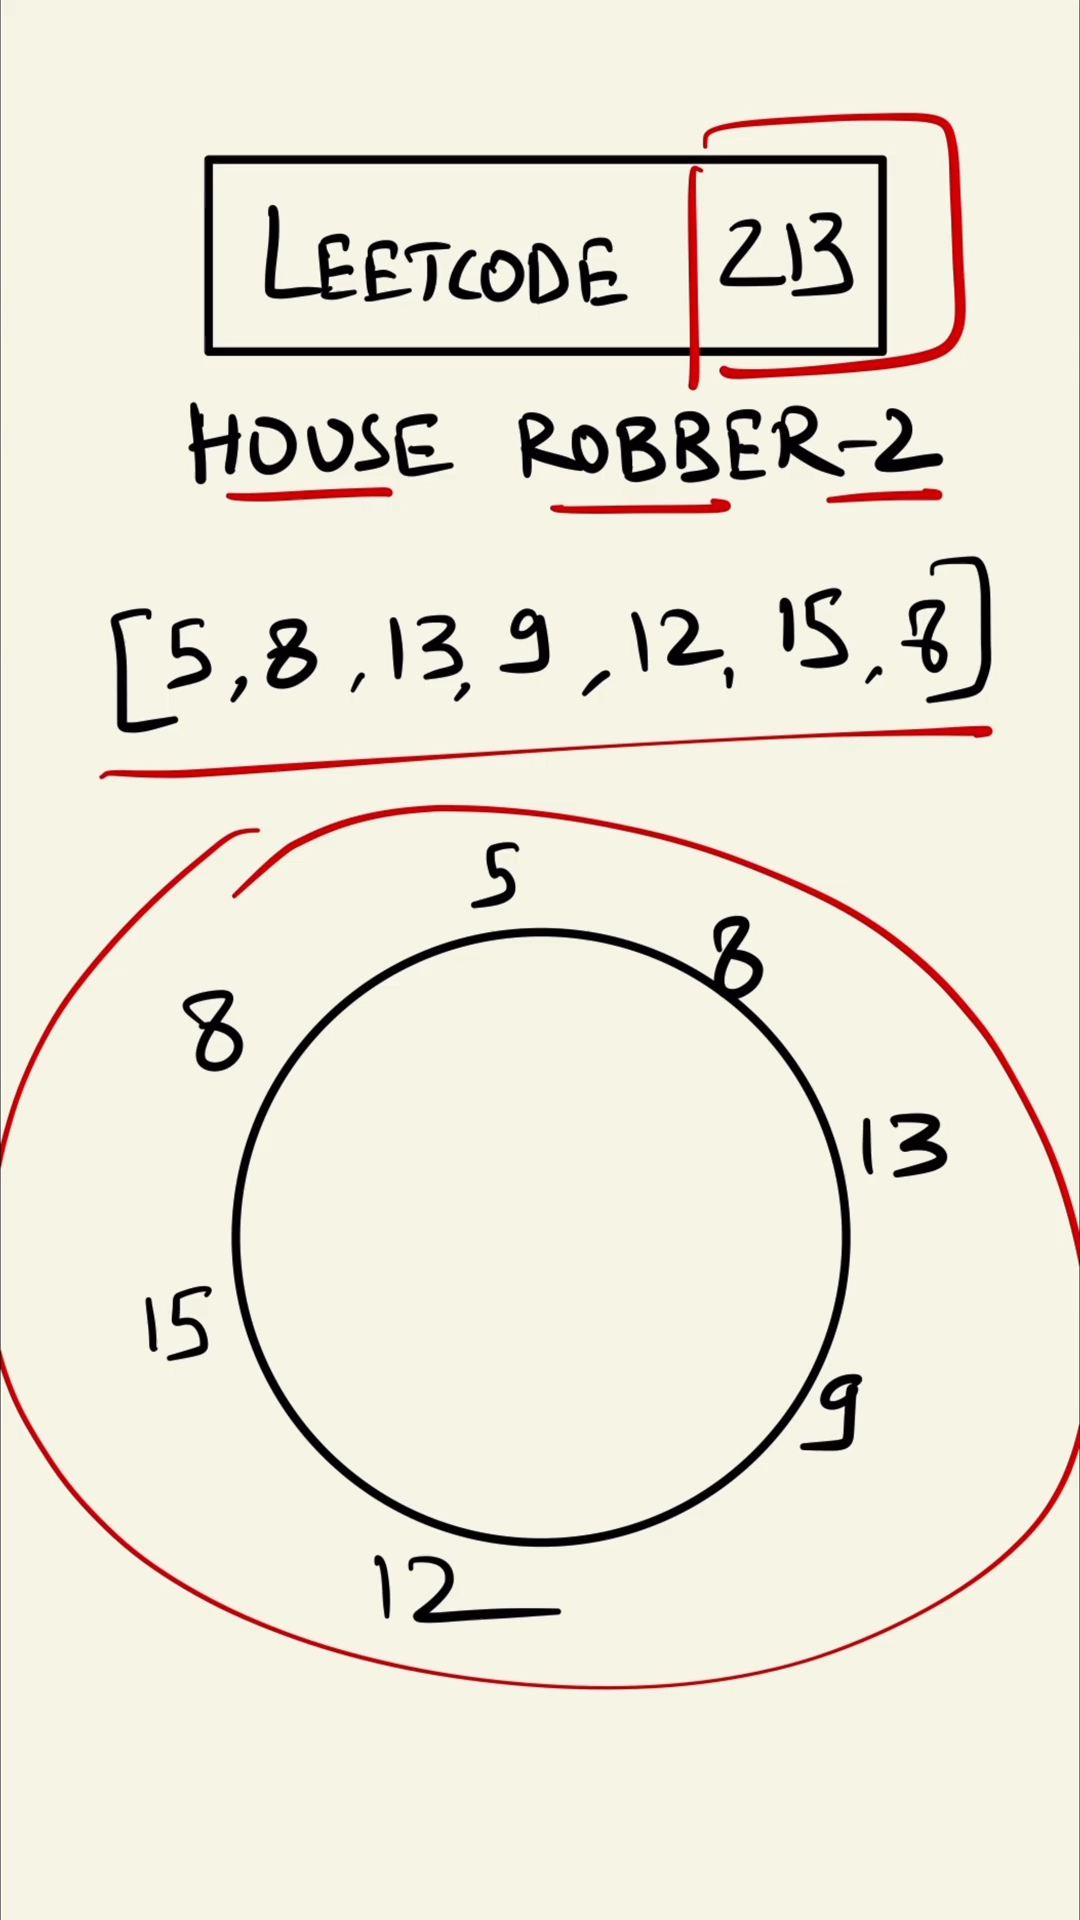 LEETCODE 213
HOUSE ROBBER-2
[5, 8, 13, 9, 12, 15, 8]
5
8
8
13
15
9
12